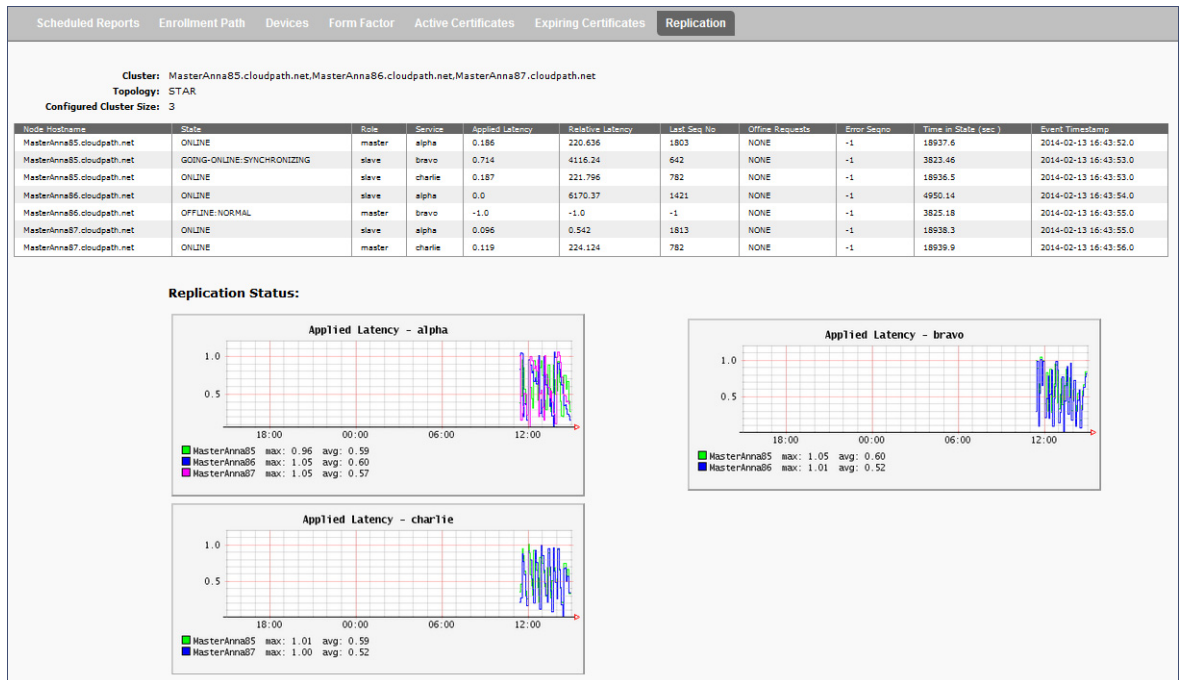 Scheduled Reports Enrollment Path Devices Form Factor Active Certificates Expiring Certificates Replication
Cluster: MasterAnna85.cloudpath.net,MasterAnna86.cloudpath.net,MasterAnna87.cloudpath.net
Topology: STAR
Configured Cluster Size: 3
Node Hostname State Role Service Applied Latency Relative Latency Last Seq No Offine Requests Error Seqno Time in State (sec ) Event Timestamp
MasterAnna85.cloudpath.net ONLINE master alpha 0.186 220.636 1803 NONE -1 18937.6 2014-02-13 16:43:52.0
MasterAnna85.cloudpath.net GOING-ONLINE:SYNCHRONIZING slave bravo 0.714 4116.24 642 NONE -1 3823.46 2014-02-13 16:43:53.0
MasterAnna85.cloudpath.net ONLINE slave charlie 0.187 221.796 782 NONE -1 18936.5 2014-02-13 16:43:53.0
MasterAnna86.cloudpath.net ONLINE slave alpha 0.0 6170.37 1421 NONE -1 4950.14 2014-02-13 16:43:54.0
MasterAnna86.cloudpath.net OFFLINE:NORMAL master bravo -1.0 -1.0 -1 NONE -1 3825.18 2014-02-13 16:43:55.0
MasterAnna87.cloudpath.net ONLINE slave alpha 0.096 0.542 1813 NONE -1 18938.3 2014-02-13 16:43:55.0
MasterAnna87.cloudpath.net ONLINE master charlie 0.119 224.124 782 NONE -1 18939.9 2014-02-13 16:43:56.0
Replication Status:
Applied Latency - alpha
1.0
0.5
18:00 00:00 06:00 12:00
MasterAnna85 max: 0.96 avg: 0.59
MasterAnna86 max: 1.05 avg: 0.60
MasterAnna87 max: 1.05 avg: 0.57
Applied Latency - bravo
1.0
0.5
18:00 00:00 06:00 12:00
MasterAnna85 max: 1.05 avg: 0.60
MasterAnna86 max: 1.01 avg: 0.52
Applied Latency - charlie
1.0
0.5
18:00 00:00 06:00 12:00
MasterAnna85 max: 1.01 avg: 0.59
MasterAnna87 max: 1.00 avg: 0.52